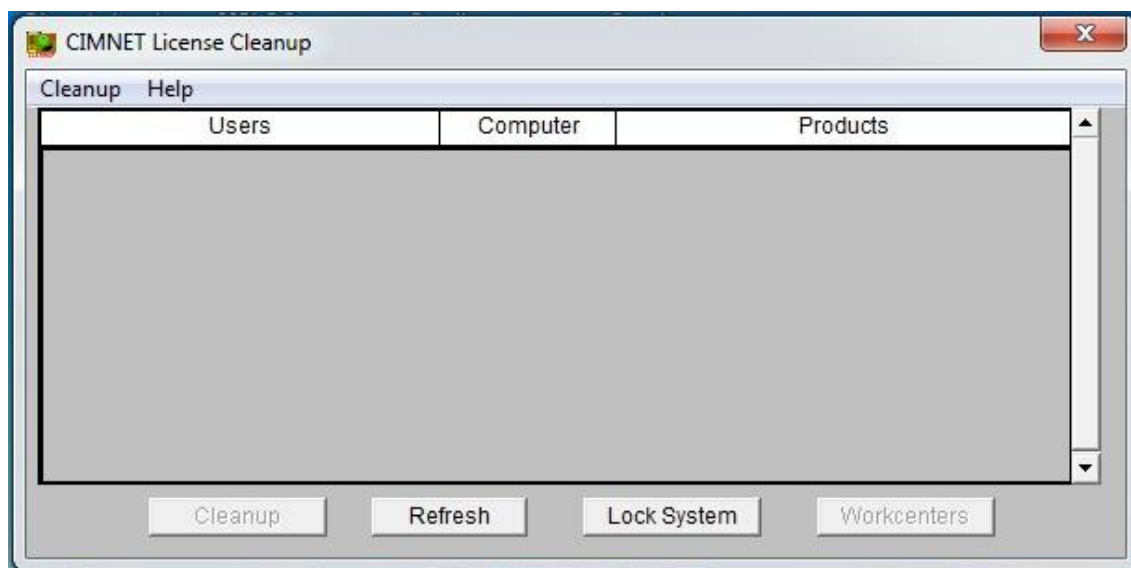 CIMNET License Cleanup
Cleanup Help
Users Computer Products
Cleanup Refresh Lock System Workcenters